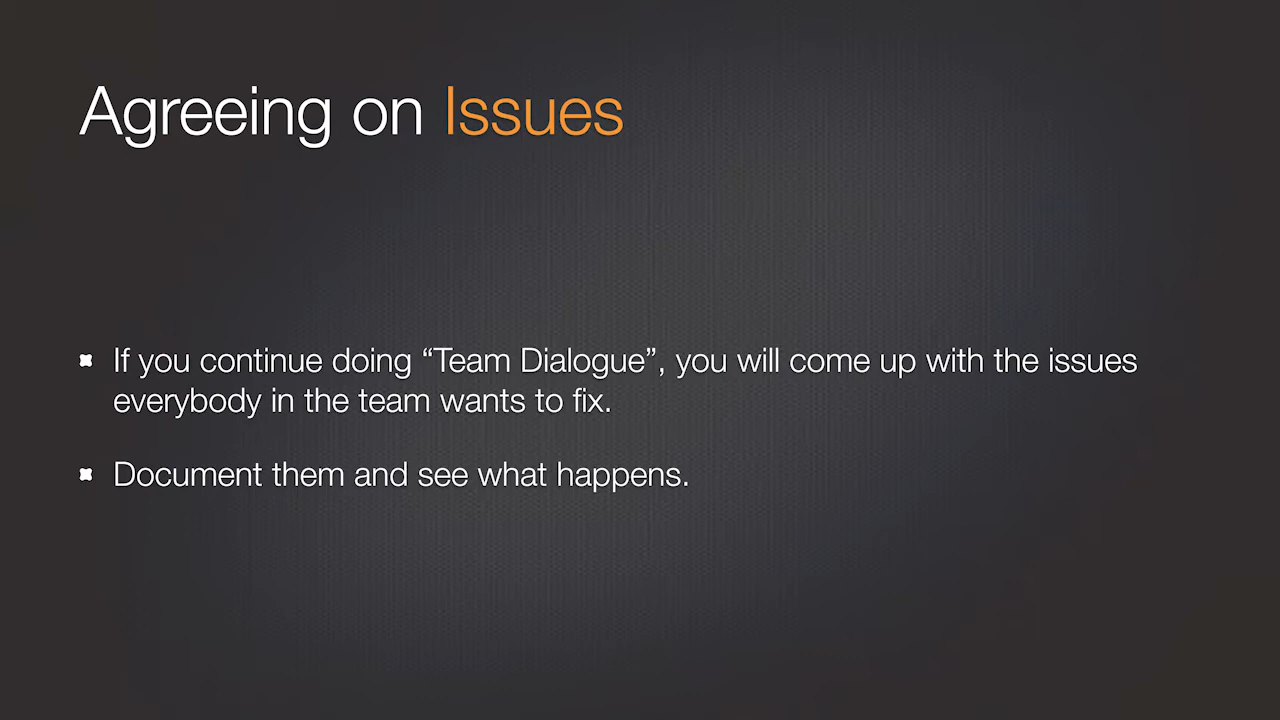 Agreeing on Issues
If you continue doing “Team Dialogue”, you will come up with the issues
everybody in the team wants to fix.
Document them and see what happens.